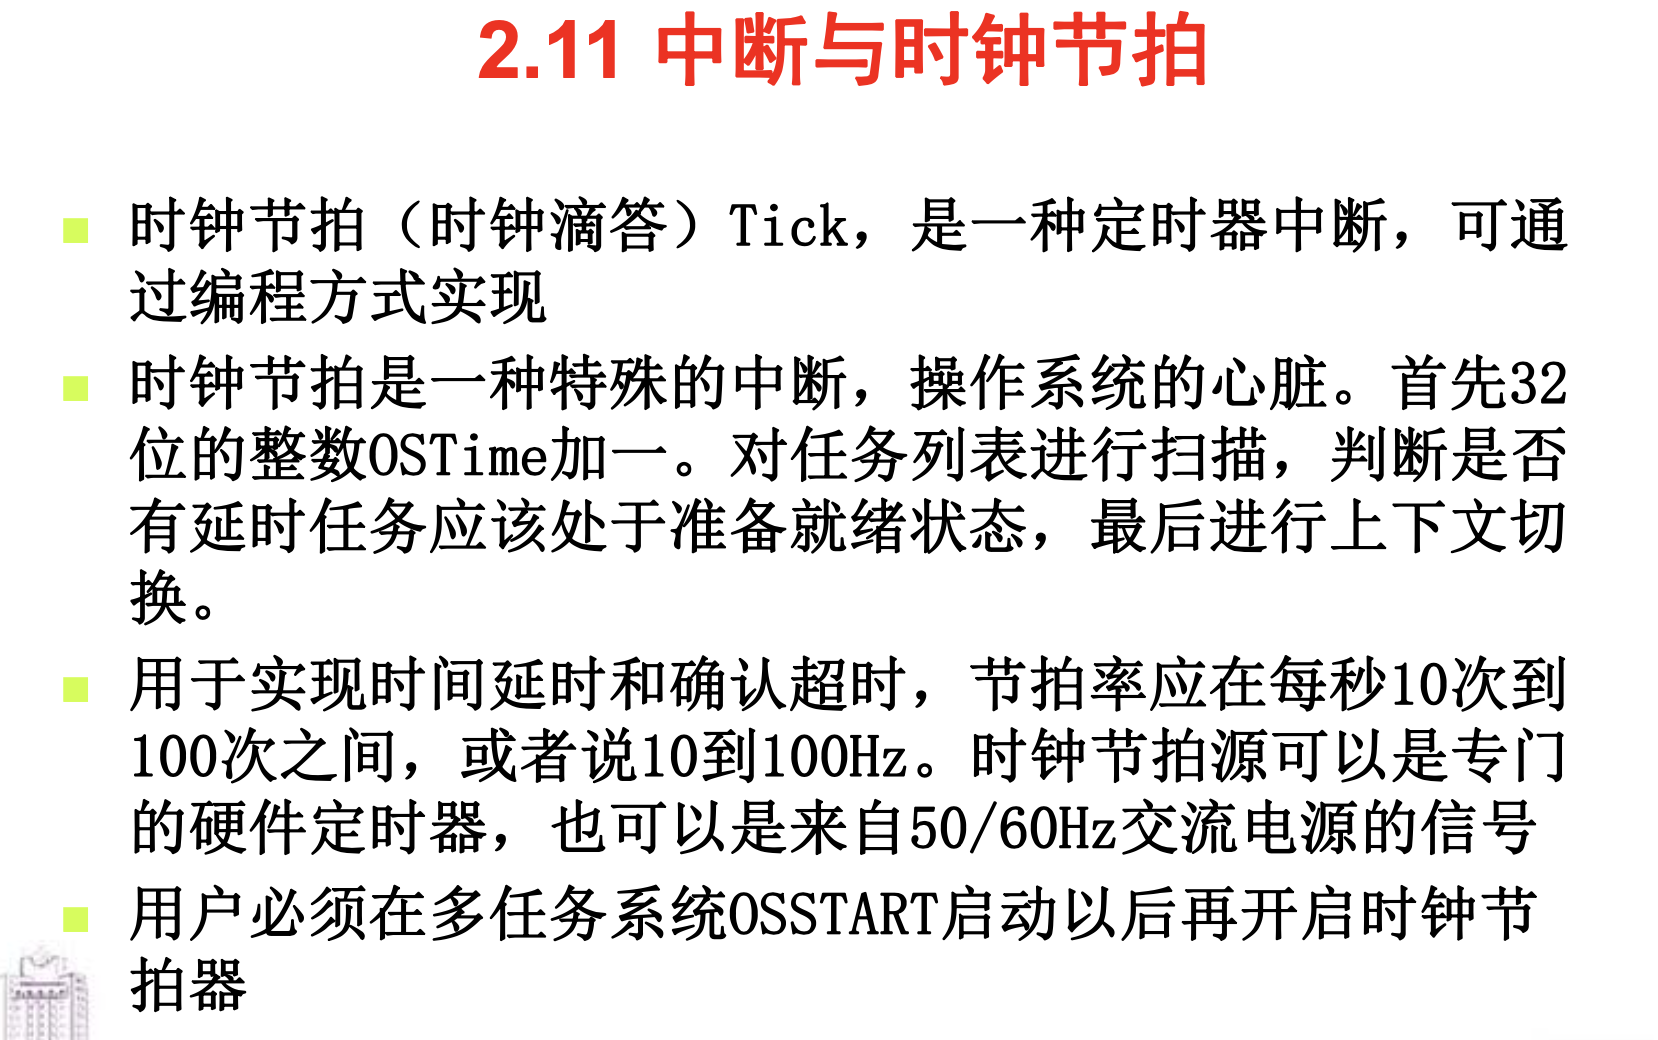 2.11 中断与时钟节拍
时钟节拍（时钟滴答）Tick，是一种定时器中断，可通
过编程方式实现
时钟节拍是一种特殊的中断，操作系统的心脏。首先32
位的整数OSTime加一。对任务列表进行扫描，判断是否
有延时任务应该处于准备就绪状态，最后进行上下文切
换。
用于实现时间延时和确认超时，节拍率应在每秒10次到
100次之间，或者说10到100Hz。时钟节拍源可以是专门
的硬件定时器，也可以是来自50/60Hz交流电源的信号
用户必须在多任务系统OSSTART启动以后再开启时钟节
拍器